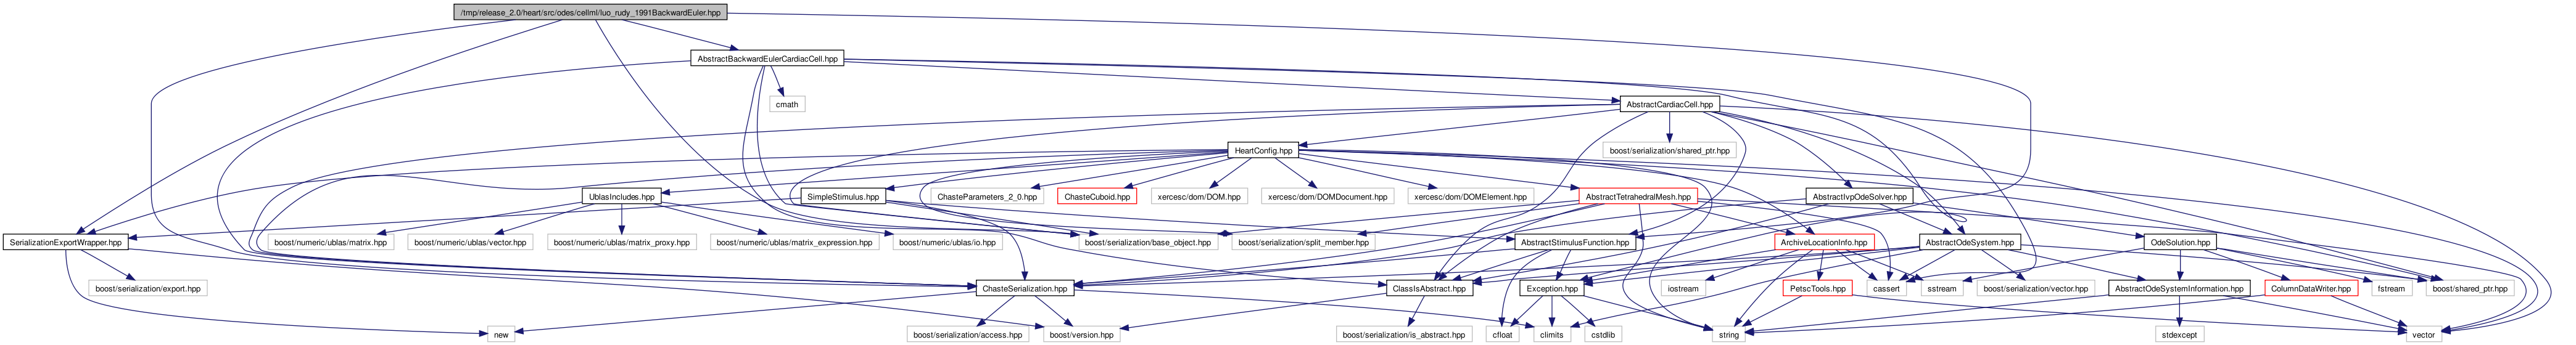 /tmp/release_2.0/heart/src/odes/cellml/luo_rudy_1991BackwardEuler.hpp
AbstractBackwardEulerCardiacCell.hpp
cmath
AbstractCardiacCell.hpp
HeartConfig.hpp
boost/serialization/shared_ptr.hpp
UblasIncludes.hpp
SimpleStimulus.hpp
ChasteParameters_2_0.hpp
ChasteCuboid.hpp
xercesc/dom/DOM.hpp
xercesc/dom/DOMDocument.hpp
xercesc/dom/DOMElement.hpp
AbstractTetrahedralMesh.hpp
AbstractIvpOdeSolver.hpp
SerializationExportWrapper.hpp
boost/numeric/ublas/matrix.hpp
boost/numeric/ublas/vector.hpp
boost/numeric/ublas/matrix_proxy.hpp
boost/numeric/ublas/matrix_expression.hpp
boost/numeric/ublas/io.hpp
boost/serialization/base_object.hpp
boost/serialization/split_member.hpp
AbstractStimulusFunction.hpp
ArchiveLocationInfo.hpp
AbstractOdeSystem.hpp
OdeSolution.hpp
boost/serialization/export.hpp
ChasteSerialization.hpp
ClassIsAbstract.hpp
Exception.hpp
iostream
PetscTools.hpp
cassert
sstream
boost/serialization/vector.hpp
AbstractOdeSystemInformation.hpp
ColumnDataWriter.hpp
fstream
boost/shared_ptr.hpp
new
boost/serialization/access.hpp
boost/version.hpp
boost/serialization/is_abstract.hpp
cfloat
climits
cstdlib
string
stdexcept
vector